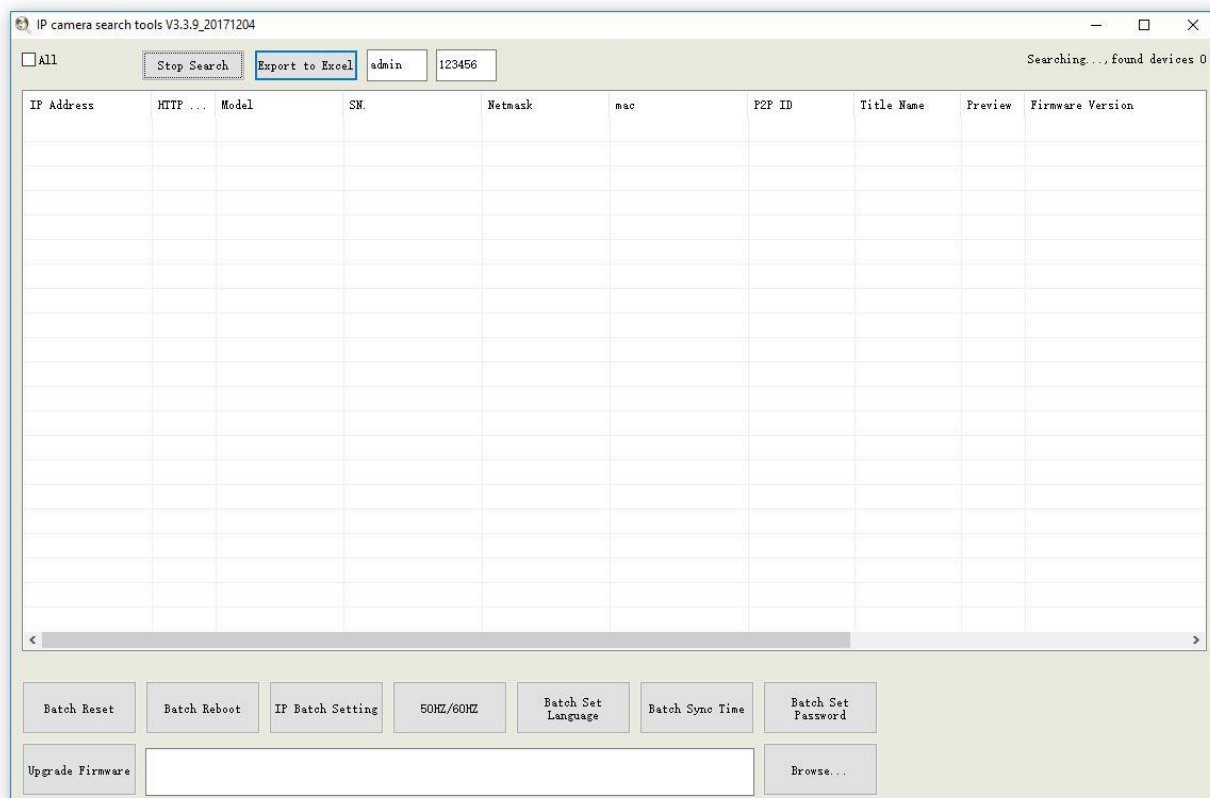 IP camera search tools V3.3.9_20171204
All
Stop Search
Export to Excel
admin
123456
Searching...,found devices 0
IP Address
HTTP ...
Model
SN.
Netmask
mac
P2P ID
Title Name
Preview
Firmware Version
Batch Reset
Batch Reboot
IP Batch Setting
50HZ/60HZ
Batch Set
Language
Batch Sync Time
Batch Set
Password
Upgrade Firmware
Browse...